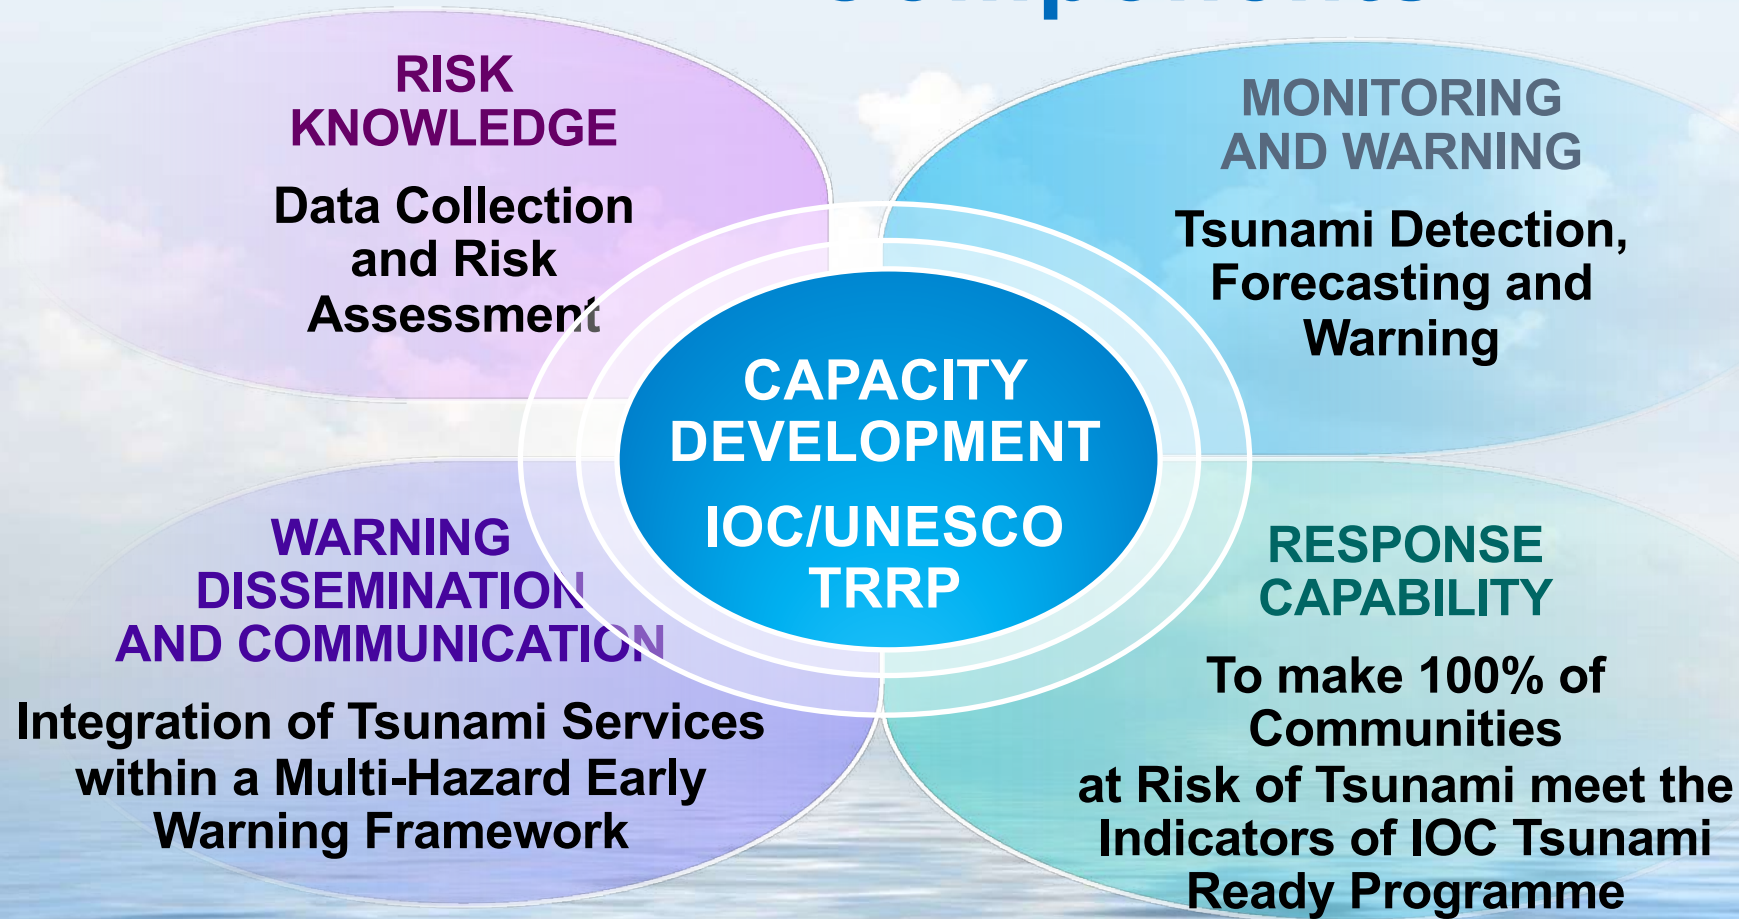 Components
RISK
KNOWLEDGE
Data Collection
and Risk
Assessment
MONITORING
AND WARNING
Tsunami Detection,
Forecasting and
Warning
CAPACITY
DEVELOPMENT
IOC/UNESCO
TRRP
WARNING
DISSEMINATION
AND COMMUNICATION
Integration of Tsunami Services
within a Multi-Hazard Early
Warning Framework
RESPONSE
CAPABILITY
To make 100% of
Communities
at Risk of Tsunami meet the
Indicators of IOC Tsunami
Ready Programme